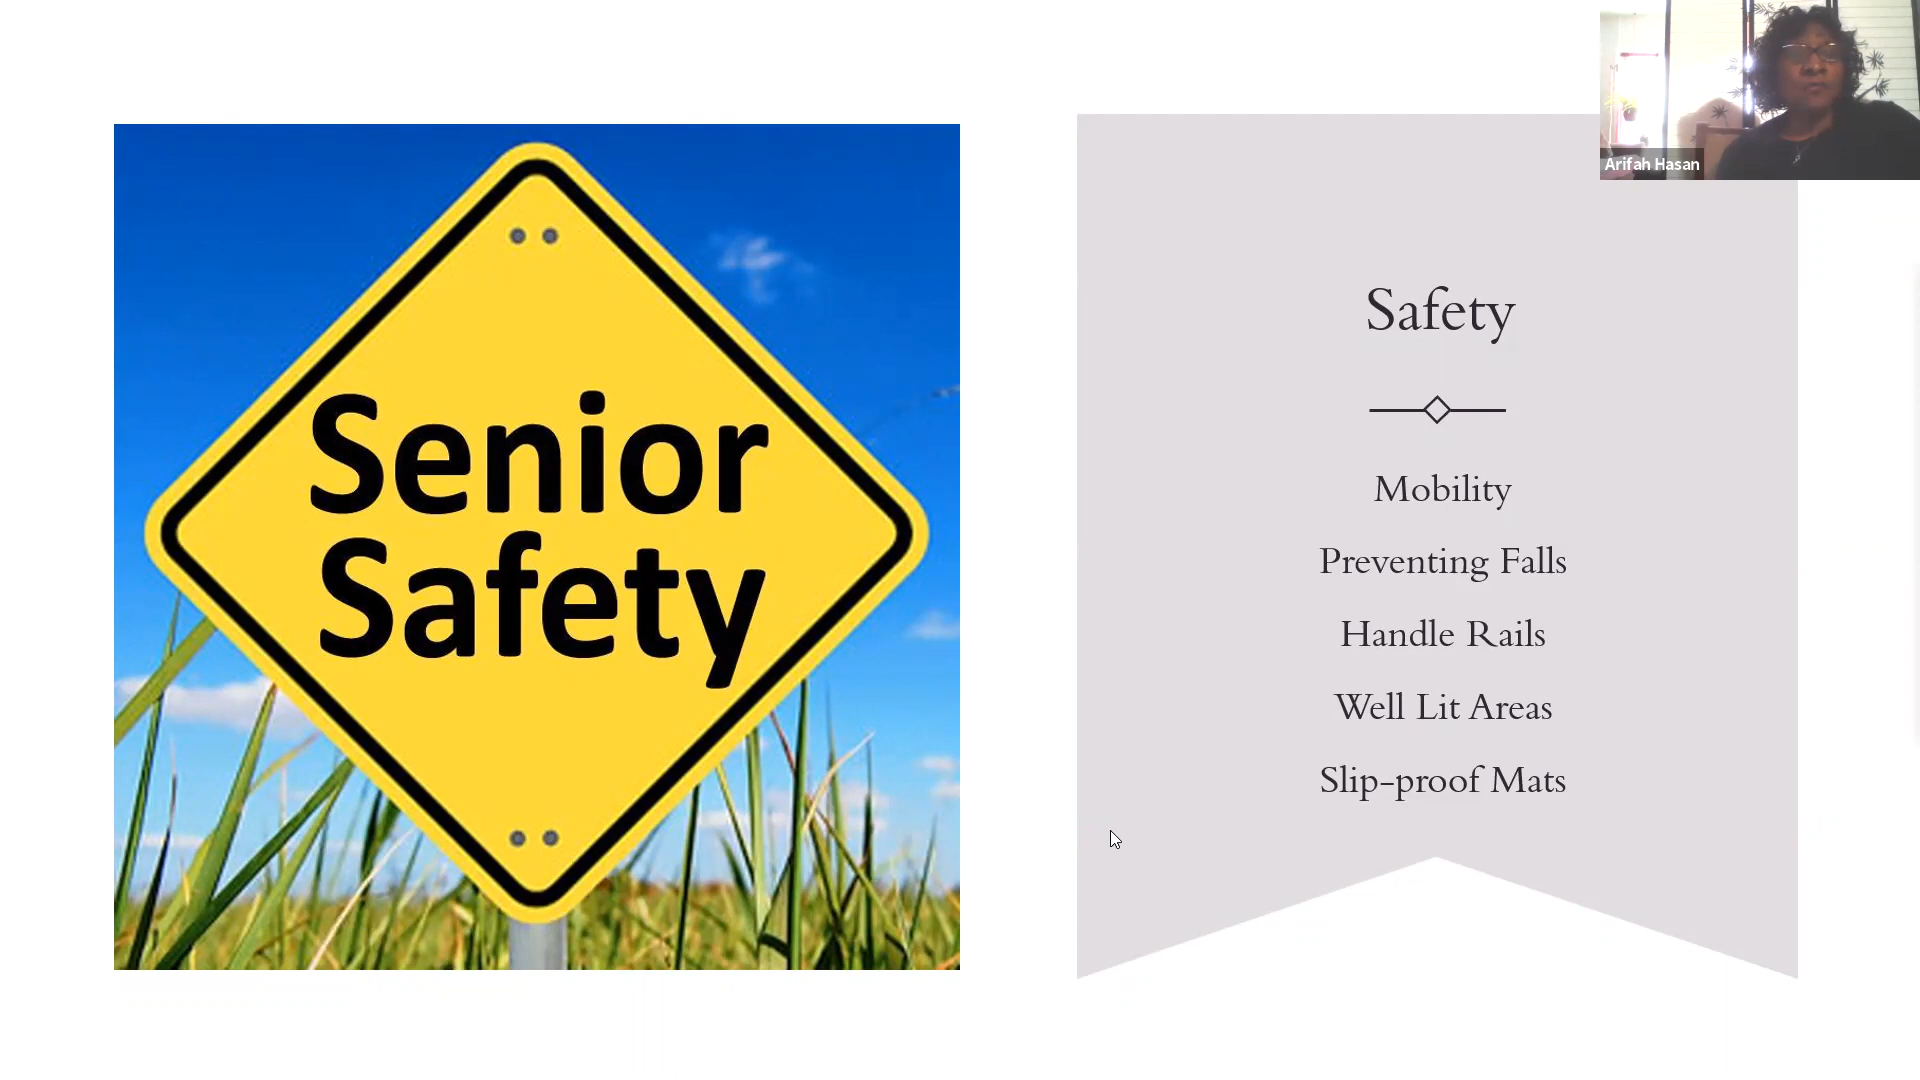 Senior
Safety
Arifah Hasan
Safety
Mobility
Preventing Falls
Handle Rails
Well Lit Areas
Slip-proof Mats